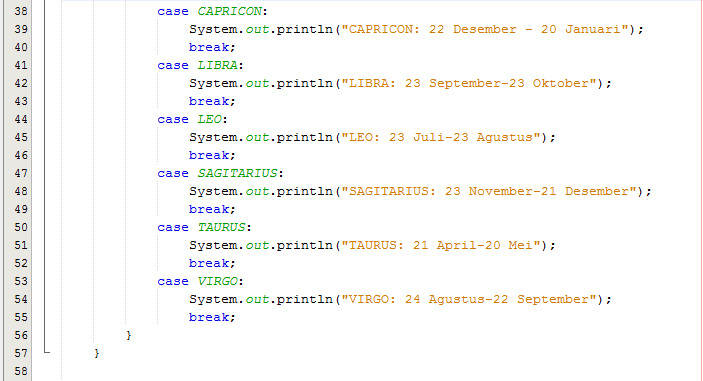 38 case CAPRICON:
39 System.out.println("CAPRICON: 22 Desember - 20 Januari");
40 break;
41 case LIBRA:
42 System.out.println("LIBRA: 23 September-23 Oktober");
43 break;
44 case LEO:
45 System.out.println("LEO: 23 Juli-23 Agustus");
46 break;
47 case SAGITARIUS:
48 System.out.println("SAGITARIUS: 23 November-21 Desember");
49 break;
50 case TAURUS:
51 System.out.println("TAURUS: 21 April-20 Mei");
52 break;
53 case VIRGO:
54 System.out.println("VIRGO: 24 Agustus-22 September");
55 break;
56 }
57 }
58